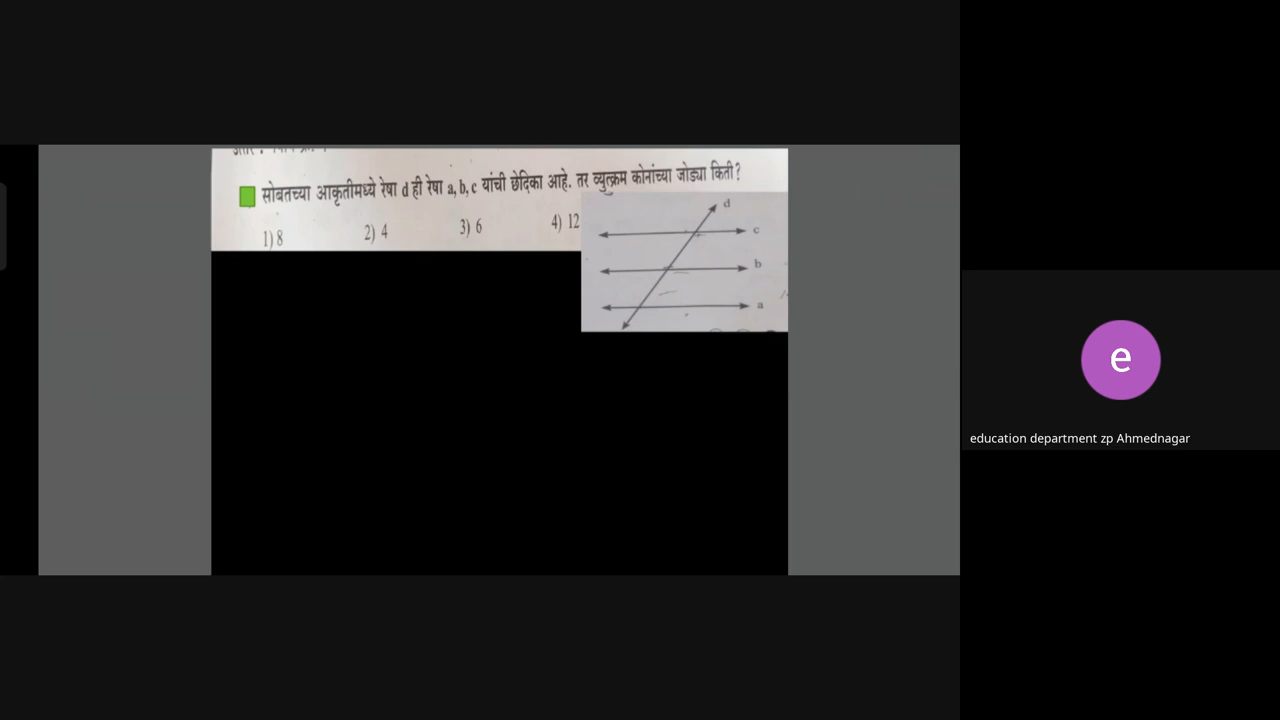 सोबतच्या आकृतीमध्ये रेषा d ही रेषा a, b, c यांची छेदिका आहे. तर व्युत्क्रम कोनांच्या जोड्या किती?
1) 8 2) 4 3) 6 4) 12
d
c
b
a
e
education department zp Ahmednagar